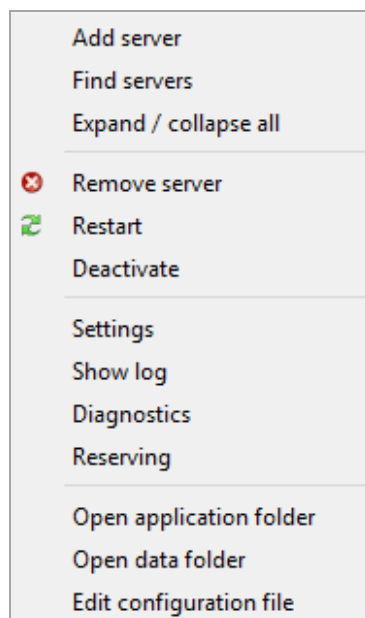 Add server
Find servers
Expand / collapse all
Remove server
Restart
Deactivate
Settings
Show log
Diagnostics
Reserving
Open application folder
Open data folder
Edit configuration file